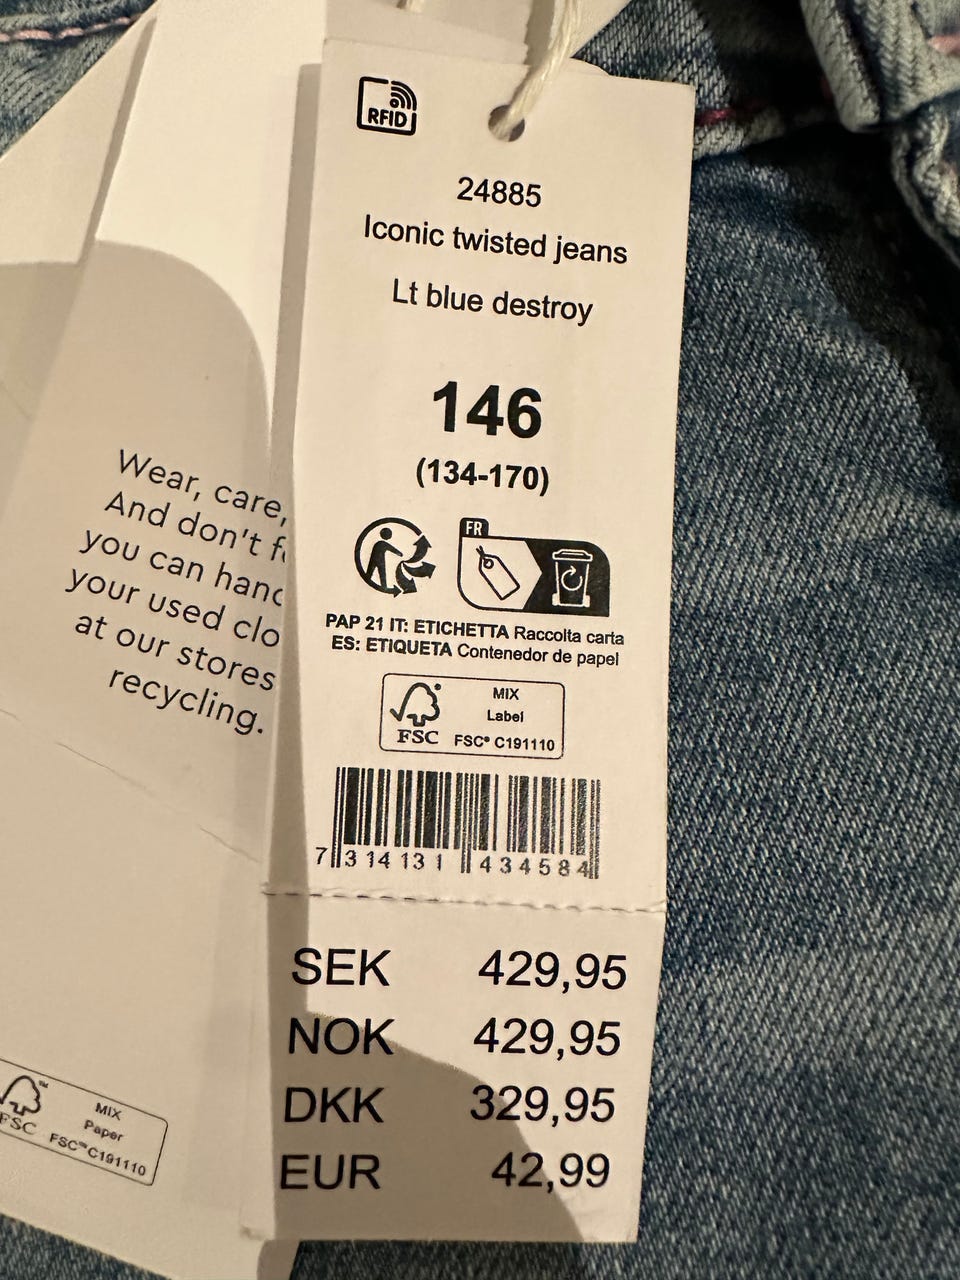 RFID
24885
Iconic twisted jeans
Lt blue destroy
146
(134-170)
FR
PAP 21 IT: ETICHETTA Raccolta carta
ES: ETIQUETA Contenedor de papel
FSC
MIX
Label
FSC® C191110
7 314131 434584
SEK 429,95
NOK 429,95
DKK 329,95
EUR 42,99
Wear, care,
And don't
you can
your used
at our stores
recycling.
FSC
MIX
Paper
FSC™ C191110